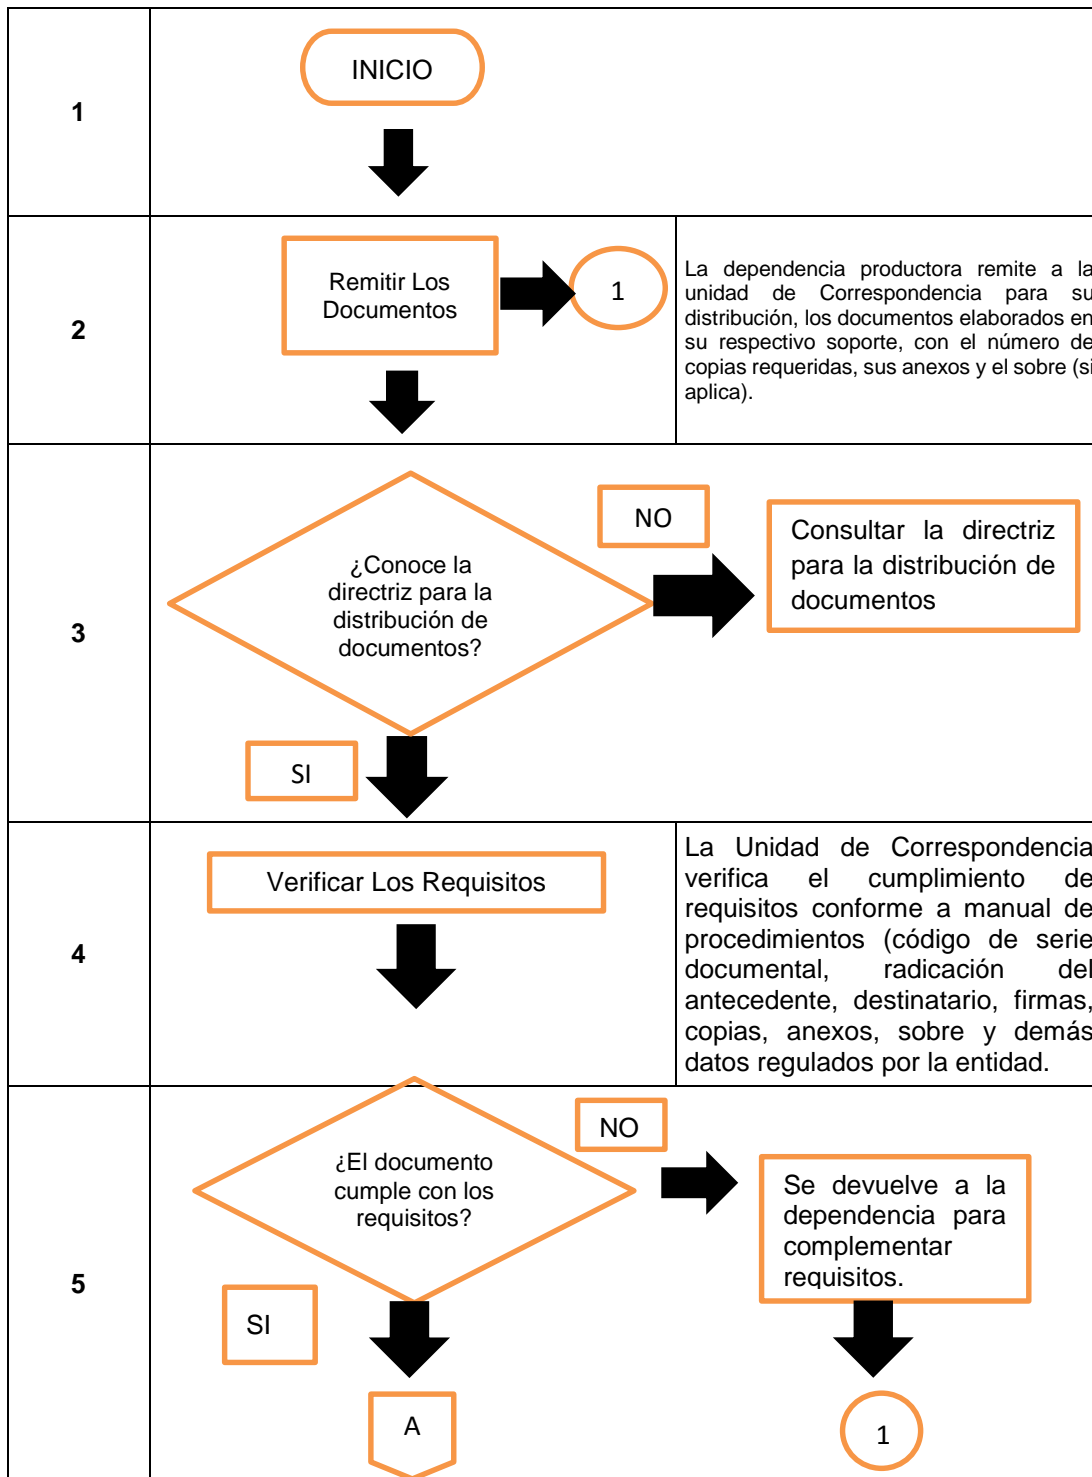 1
INICIO
2
Remitir Los
Documentos
1
La dependencia productora remite a la
unidad de Correspondencia para su
distribución, los documentos elaborados en
su respectivo soporte, con el número de
copias requeridas, sus anexos y el sobre (si
aplica).
3
¿Conoce la
directriz para la
distribución de
documentos?
NO
Consultar la directriz
para la distribución de
documentos
SI
4
Verificar Los Requisitos
La Unidad de Correspondencia
verifica el cumplimiento de
requisitos conforme a manual de
procedimientos (código de serie
documental, radicación del
antecedente, destinatario, firmas,
copias, anexos, sobre y demás
datos regulados por la entidad.
5
¿El documento
cumple con los
requisitos?
NO
Se devuelve a la
dependencia para
complementar
requisitos.
SI
A
1